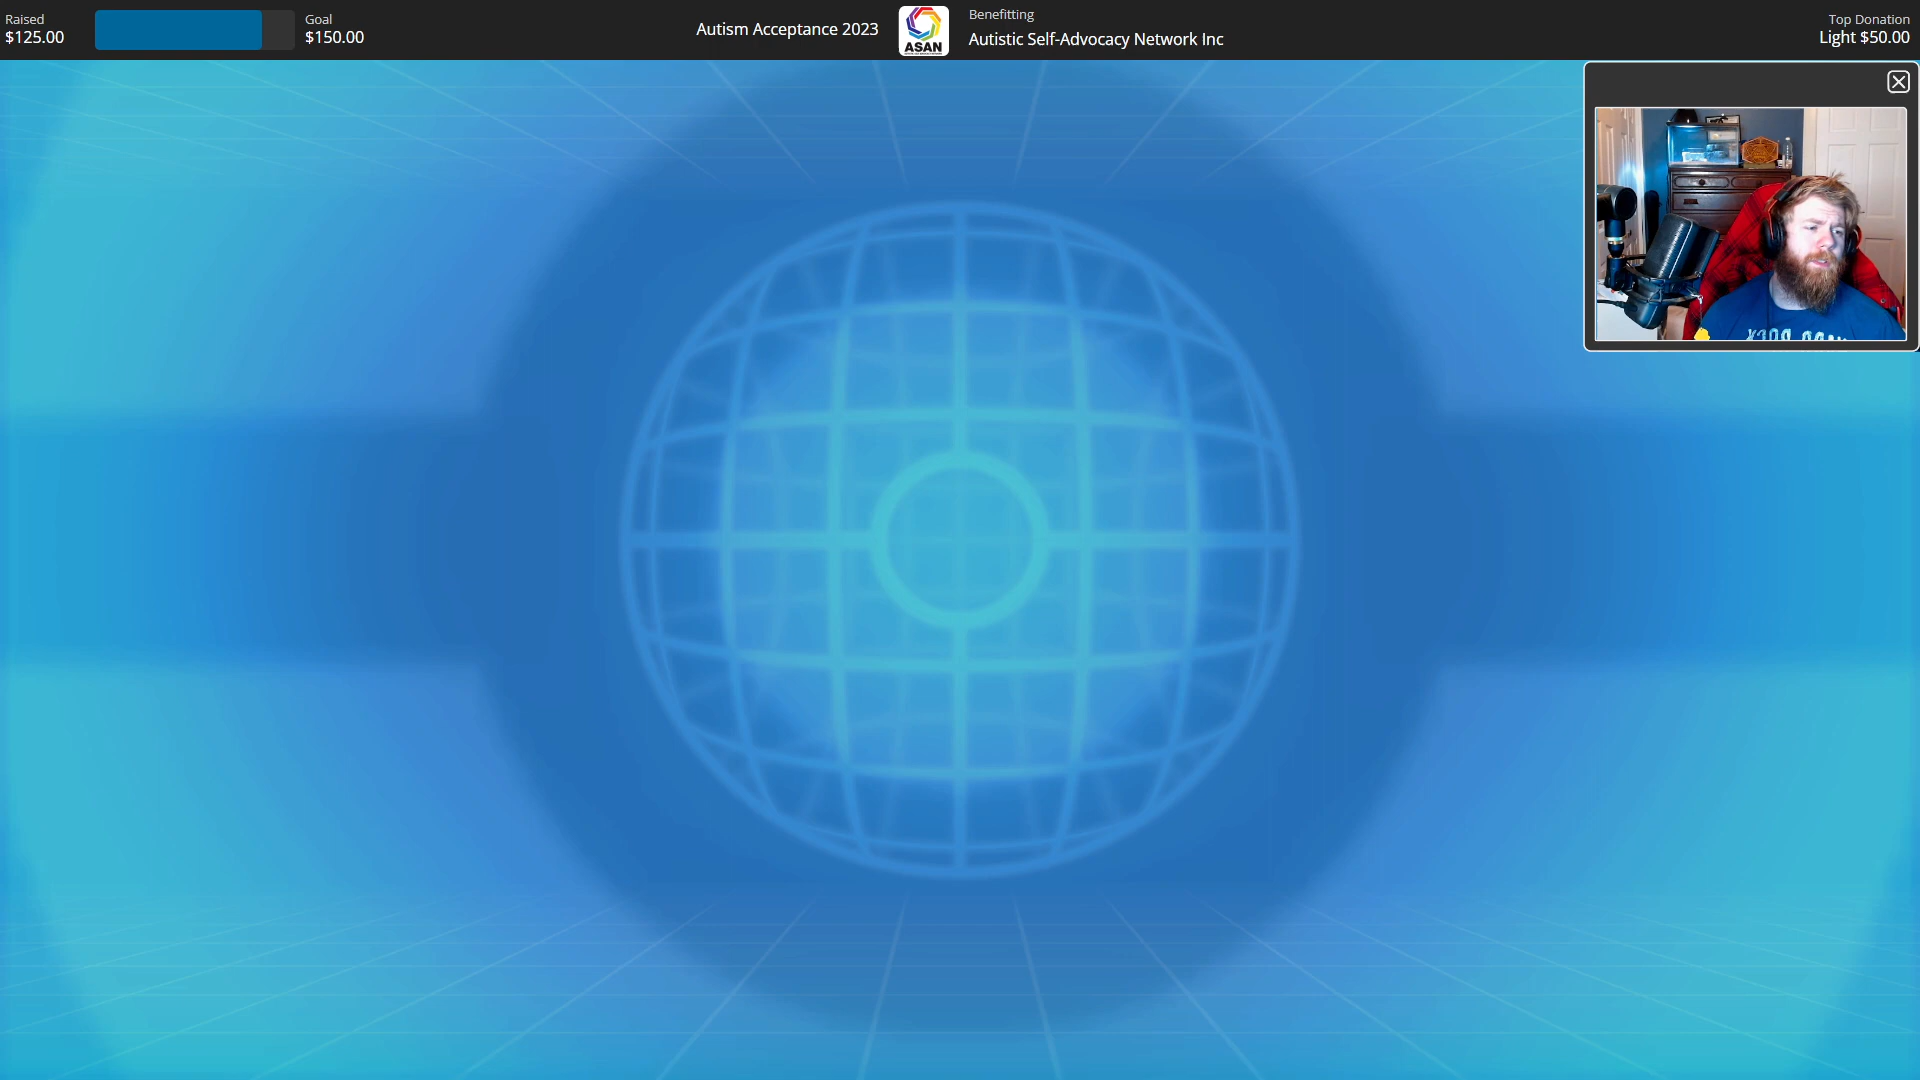 Raised
$125.00
Goal
$150.00
Autism Acceptance 2023
ASAN
Benefitting
Autistic Self-Advocacy Network Inc
Top Donation
Light $50.00